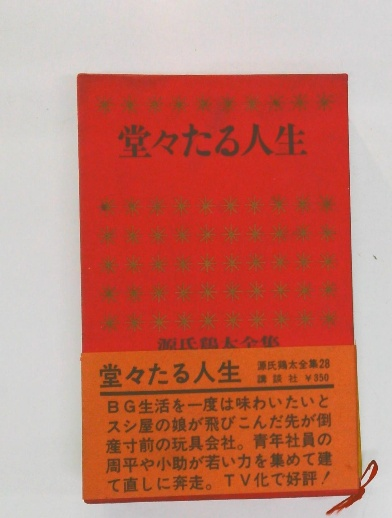 堂々たる人生
源氏鶏太全集
堂々たる人生
源氏鶏太全集28
講談社 ¥350
BG生活を一度は味わいたいと
スシ屋の娘が飛びこんだ先が倒
産寸前の玩具会社。青年社員の
周平や小助が若い力を集めて建
て直しに奔走。TV化で好評！